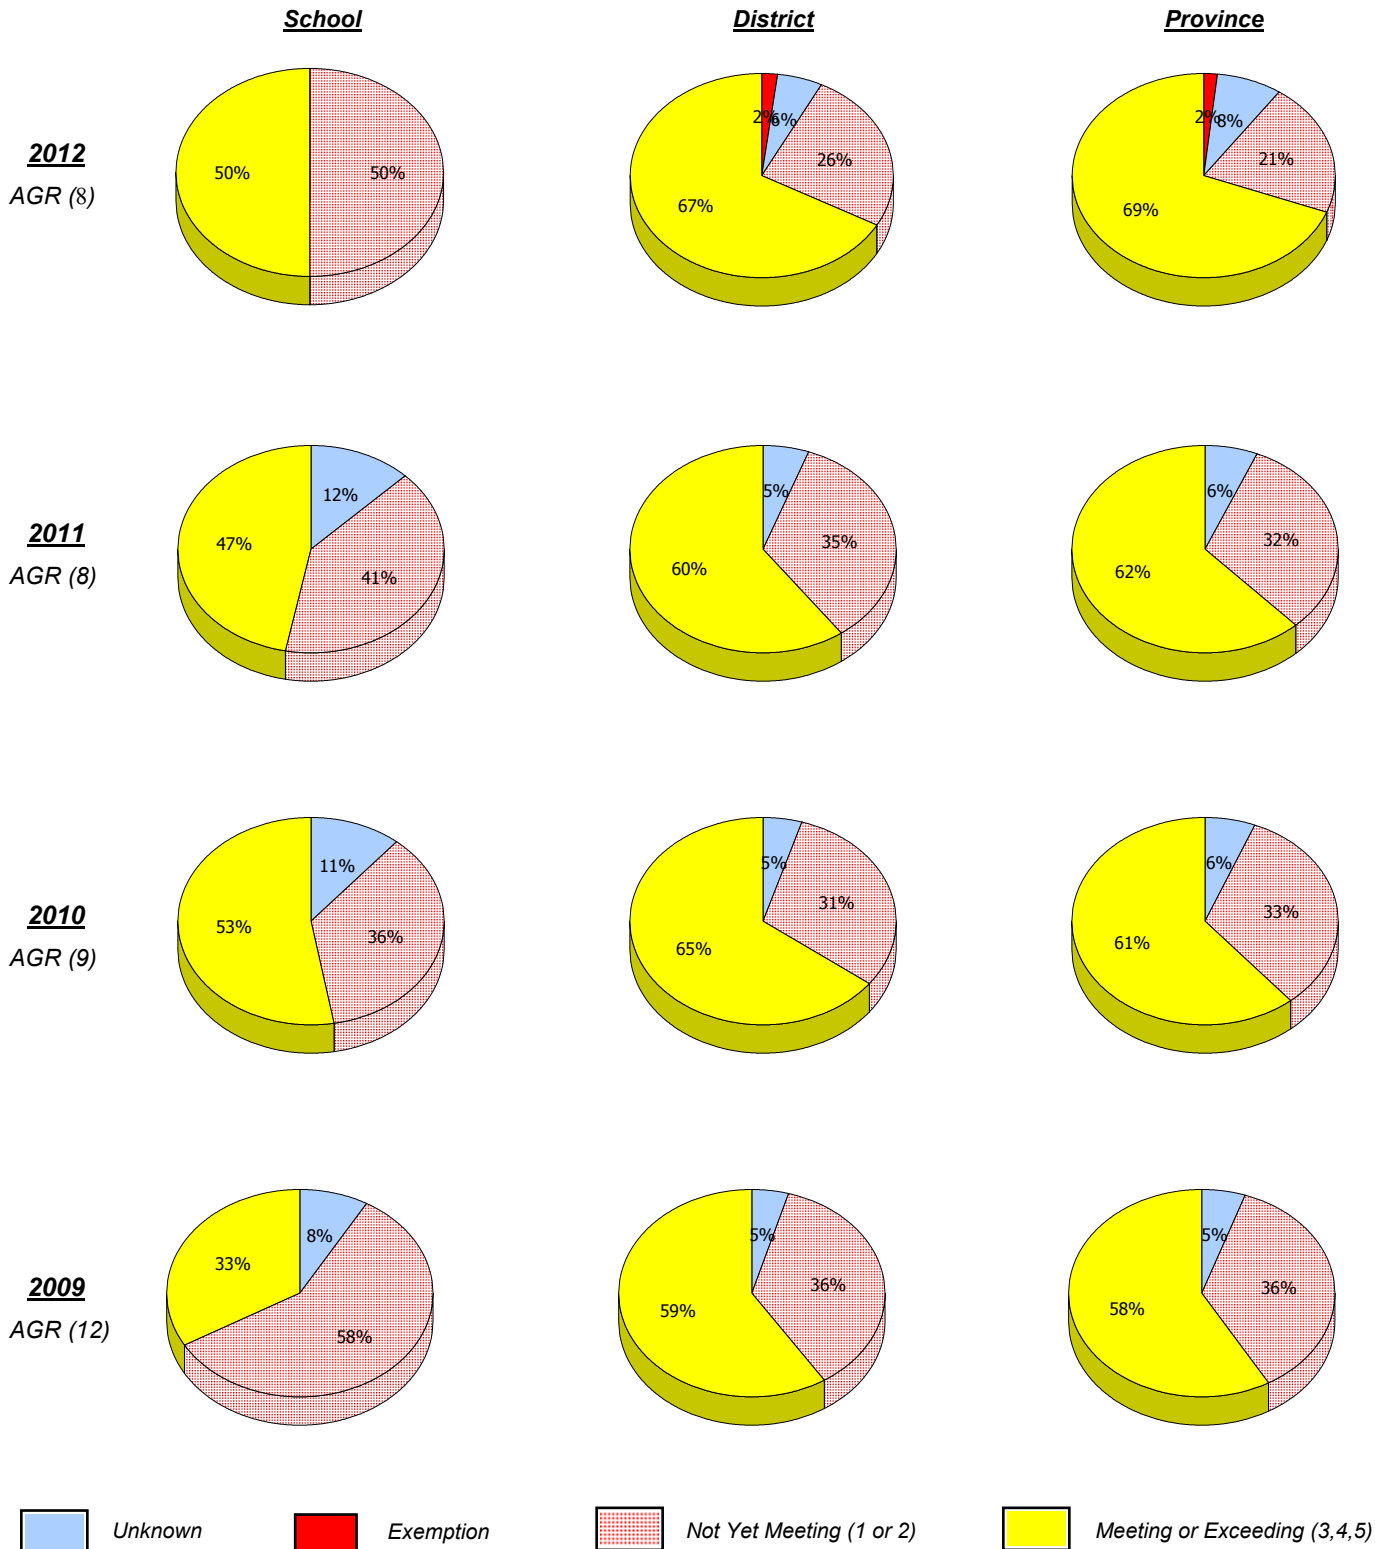 School District Province
2012
AGR (8)
50% 50%
2% 6% 26% 67%
2% 8% 21% 69%
2011
AGR (8)
12% 47% 41%
5% 35% 60%
6% 32% 62%
2010
AGR (9)
11% 53% 36%
5% 31% 65%
6% 33% 61%
2009
AGR (12)
8% 33% 58%
5% 36% 59%
5% 36% 58%
Unknown Exemption Not Yet Meeting (1 or 2) Meeting or Exceeding (3,4,5)